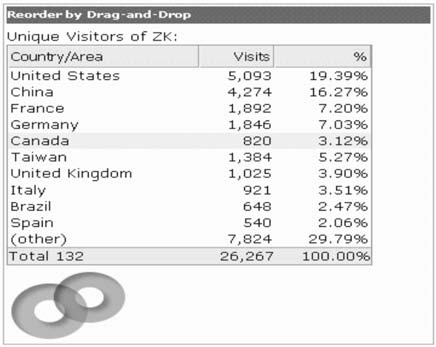 Reorder by Drag-and-Drop
Unique Visitors of ZK:
Country/Area Visits %
United States 5,093 19.39%
China 4,274 16.27%
France 1,892 7.20%
Germany 1,846 7.03%
Canada 820 3.12%
Taiwan 1,384 5.27%
United Kingdom 1,025 3.90%
Italy 921 3.51%
Brazil 648 2.47%
Spain 540 2.06%
(other) 7,824 29.79%
Total 132 26,267 100.00%